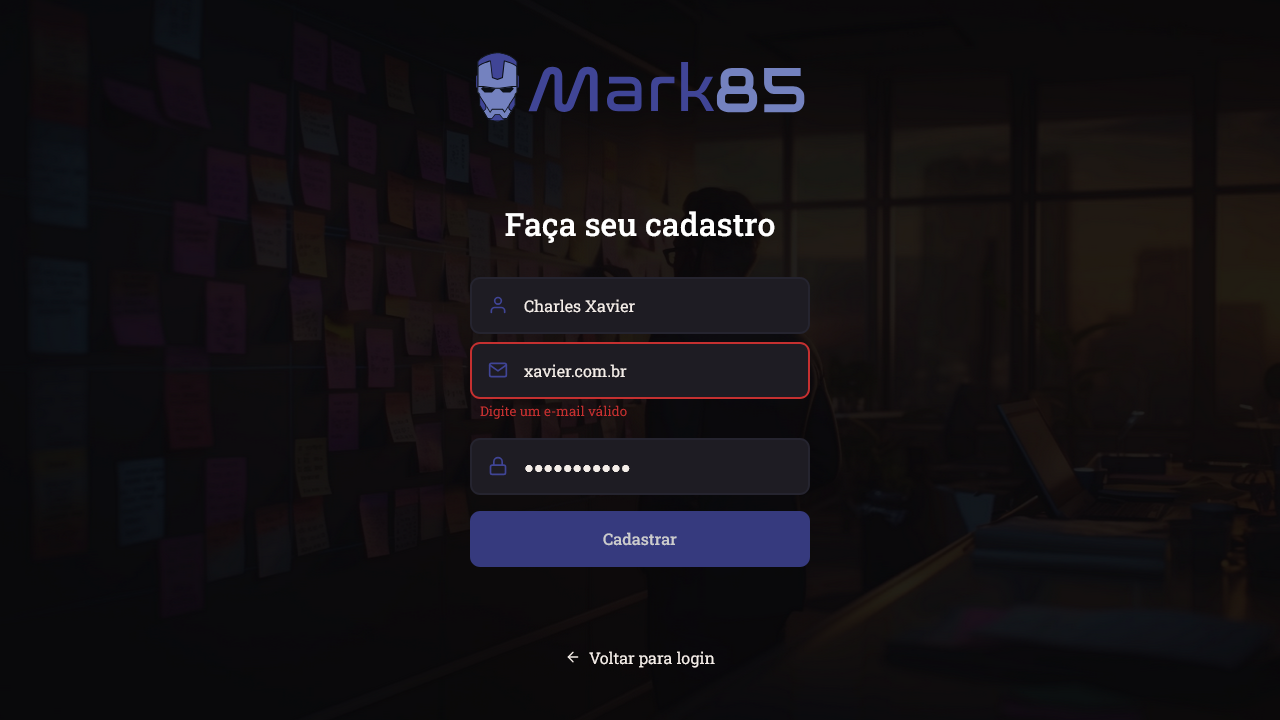 Mark85
Faça seu cadastro
Charles Xavier
xavier.com.br
Digite um e-mail válido
●●●●●●●●●●●
Cadastrar
Voltar para login